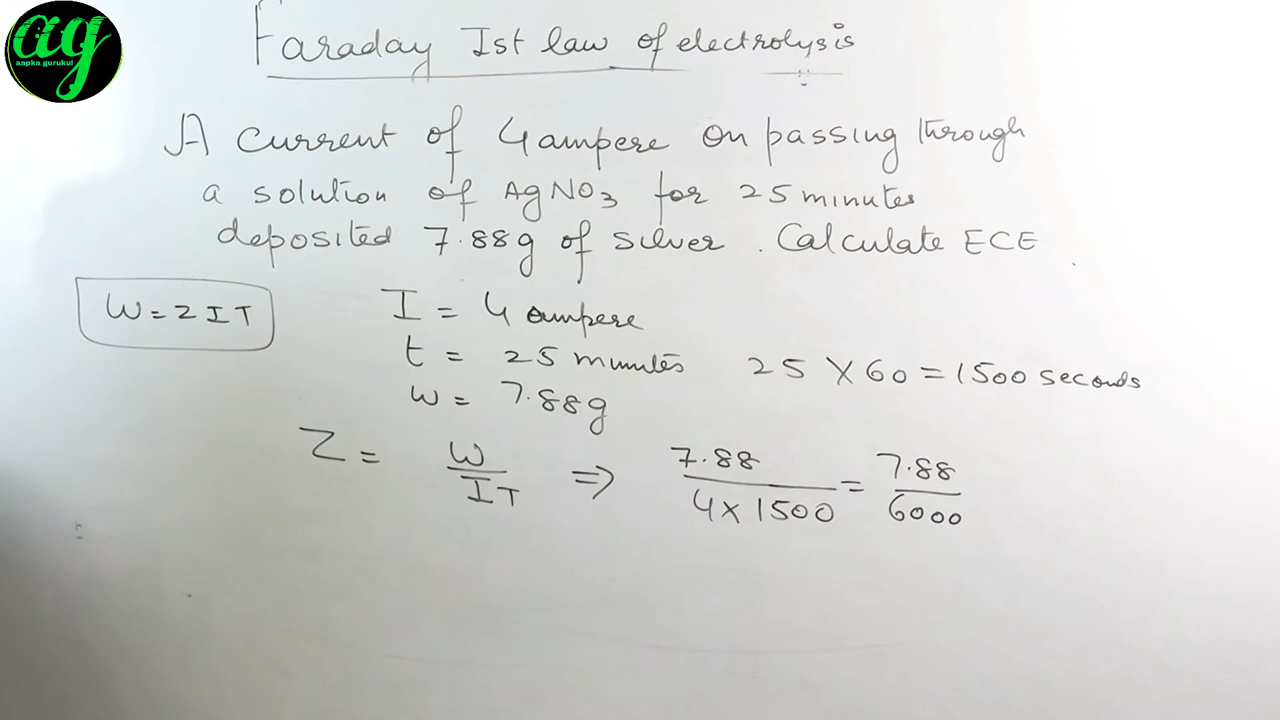 ag
aapka gurukul
Faraday Ist law of electrolysis
A current of 4 ampere on passing through
a solution of AgNO₃ for 25 minutes
deposited 7.88g of silver. Calculate ECE
W = Z I T
I = 4 ampere
t = 25 minutes 25 X 60 = 1500 seconds
w = 7.88g
Z = W/IT ⇒ 7.88/4 X 1500 = 7.88/6000